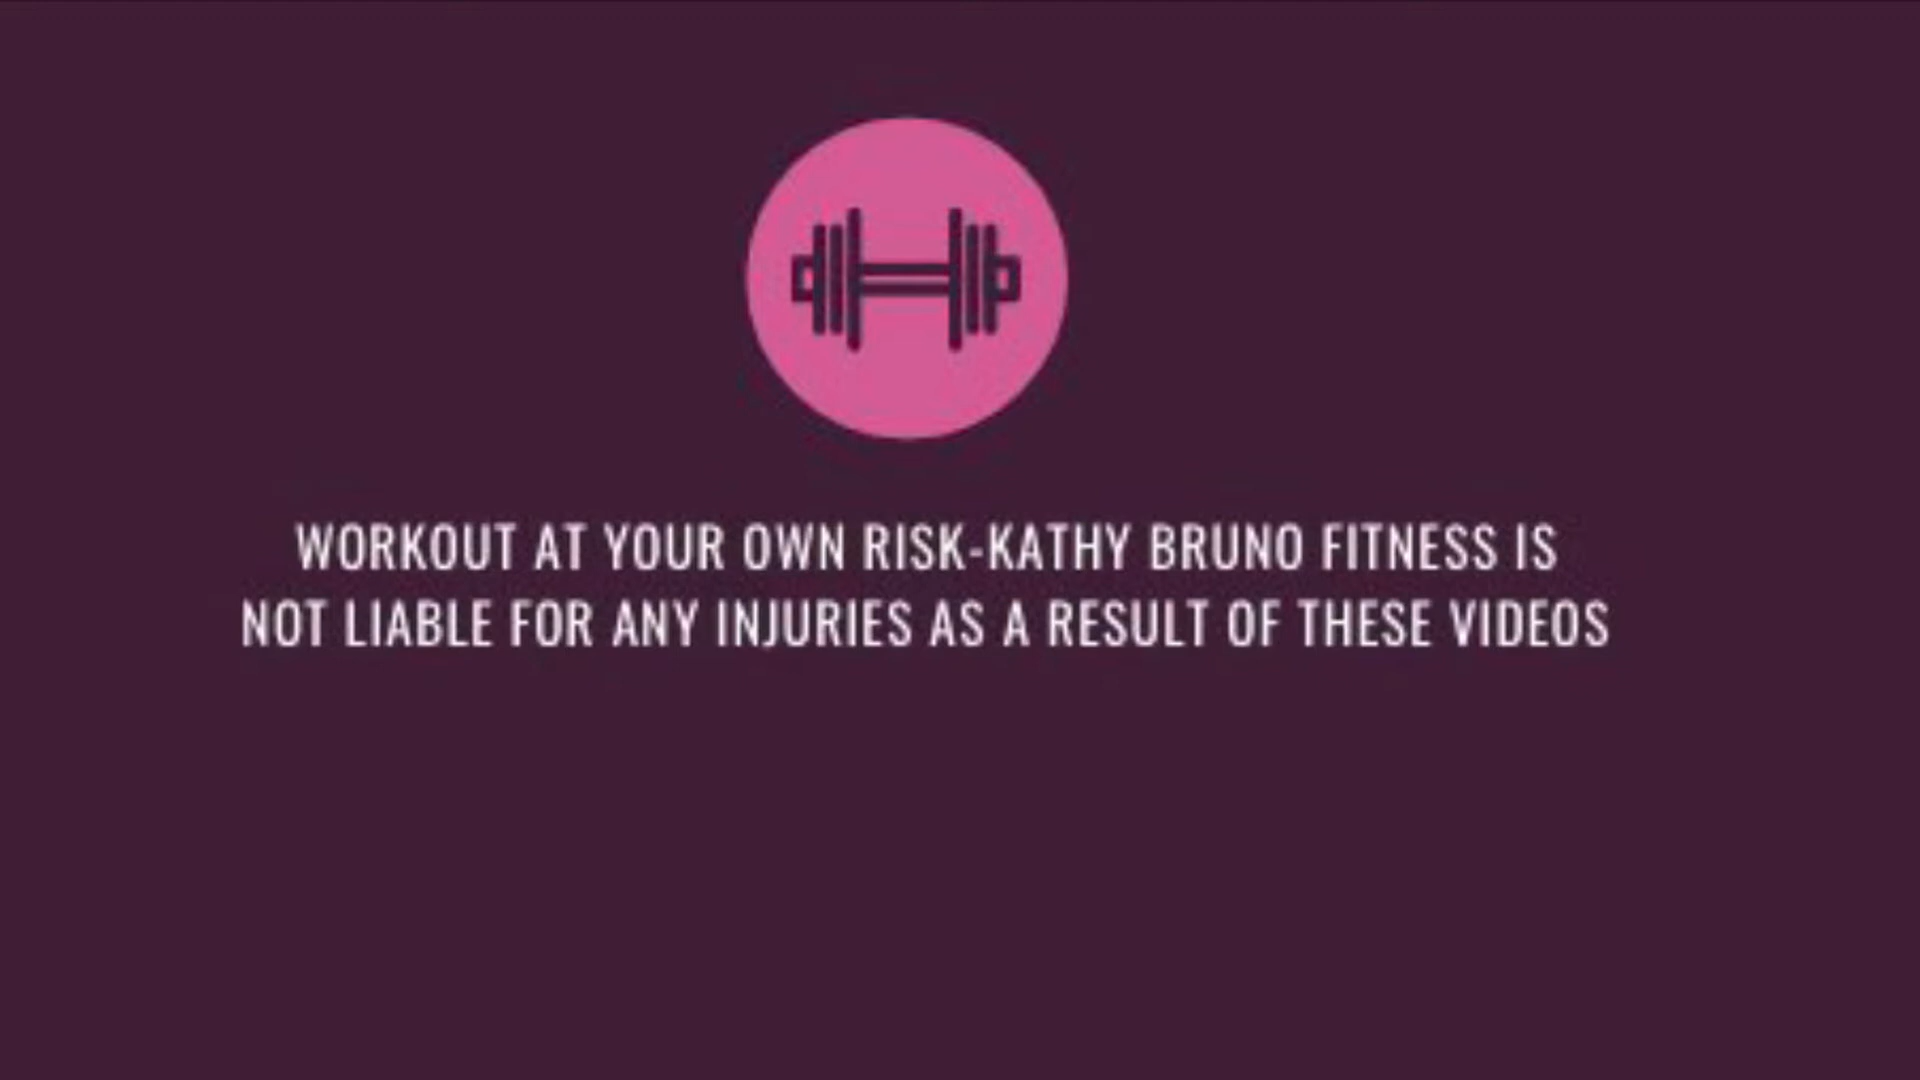 WORKOUT AT YOUR OWN RISK-KATHY BRUNO FITNESS IS
NOT LIABLE FOR ANY INJURIES AS A RESULT OF THESE VIDEOS